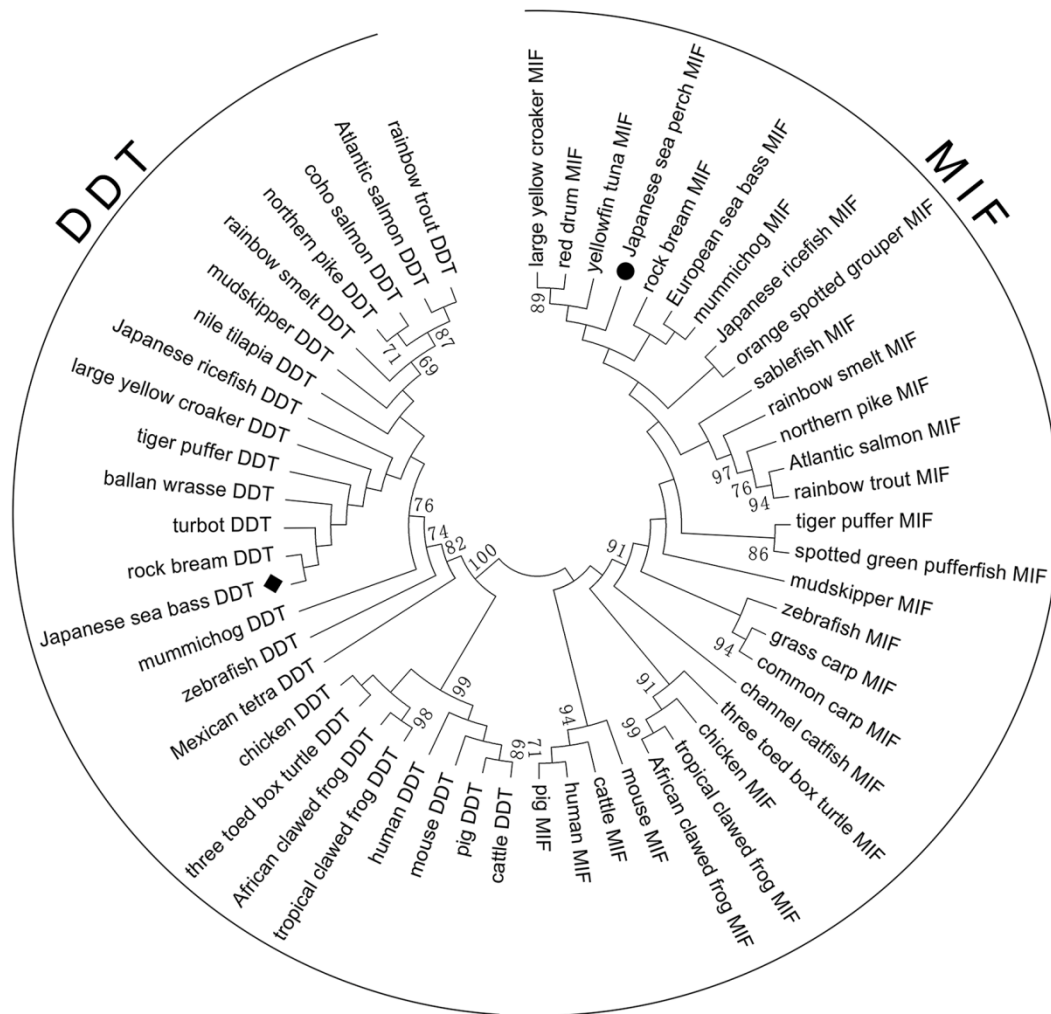 DDT
MIF
large yellow croaker MIF
red drum MIF
yellowfin tuna MIF
Japanese sea perch MIF
rock bream MIF
European sea bass MIF
mummichog MIF
Japanese ricefish MIF
orange spotted grouper MIF
sablefish MIF
rainbow smelt MIF
northern pike MIF
Atlantic salmon MIF
rainbow trout MIF
tiger puffer MIF
spotted green pufferfish MIF
mudskipper MIF
zebrafish MIF
grass carp MIF
common carp MIF
channel catfish MIF
three toed box turtle MIF
chicken MIF
tropical clawed frog MIF
African clawed frog MIF
mouse MIF
cattle MIF
human MIF
pig MIF
cattle DDT
pig DDT
mouse DDT
human DDT
tropical clawed frog DDT
African clawed frog DDT
three toed box turtle DDT
chicken DDT
Mexican tetra DDT
zebrafish DDT
mummichog DDT
Japanese sea bass DDT
rock bream DDT
turbot DDT
ballan wrasse DDT
tiger puffer DDT
large yellow croaker DDT
Japanese ricefish DDT
nile tilapia DDT
mudskipper DDT
rainbow smelt DDT
northern pike DDT
coho salmon DDT
Atlantic salmon DDT
rainbow trout DDT
89
97
76
94
86
91
94
91
99
94
71
89
99
98
100
82
74
76
69
71
87